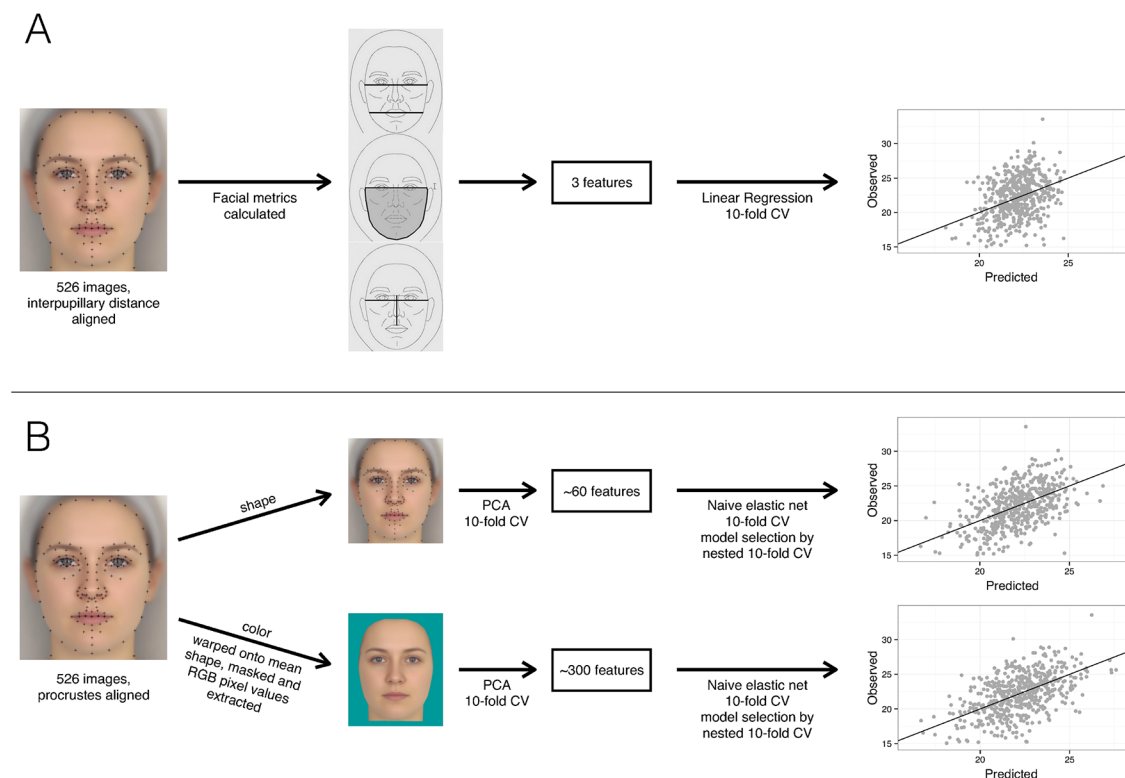 A
526 images,
interpupillary distance
aligned
Facial metrics
calculated
3 features
Linear Regression
10-fold CV
Observed
30
25
20
15
20
25
Predicted
B
526 images,
procrustes aligned
shape
PCA
10-fold CV
~60 features
Naive elastic net
10-fold CV
model selection by
nested 10-fold CV
Observed
30
25
20
15
20
25
Predicted
color
warped onto mean
shape, masked and
RGB pixel values
extracted
PCA
10-fold CV
~300 features
Naive elastic net
10-fold CV
model selection by
nested 10-fold CV
Observed
30
25
20
15
20
25
Predicted